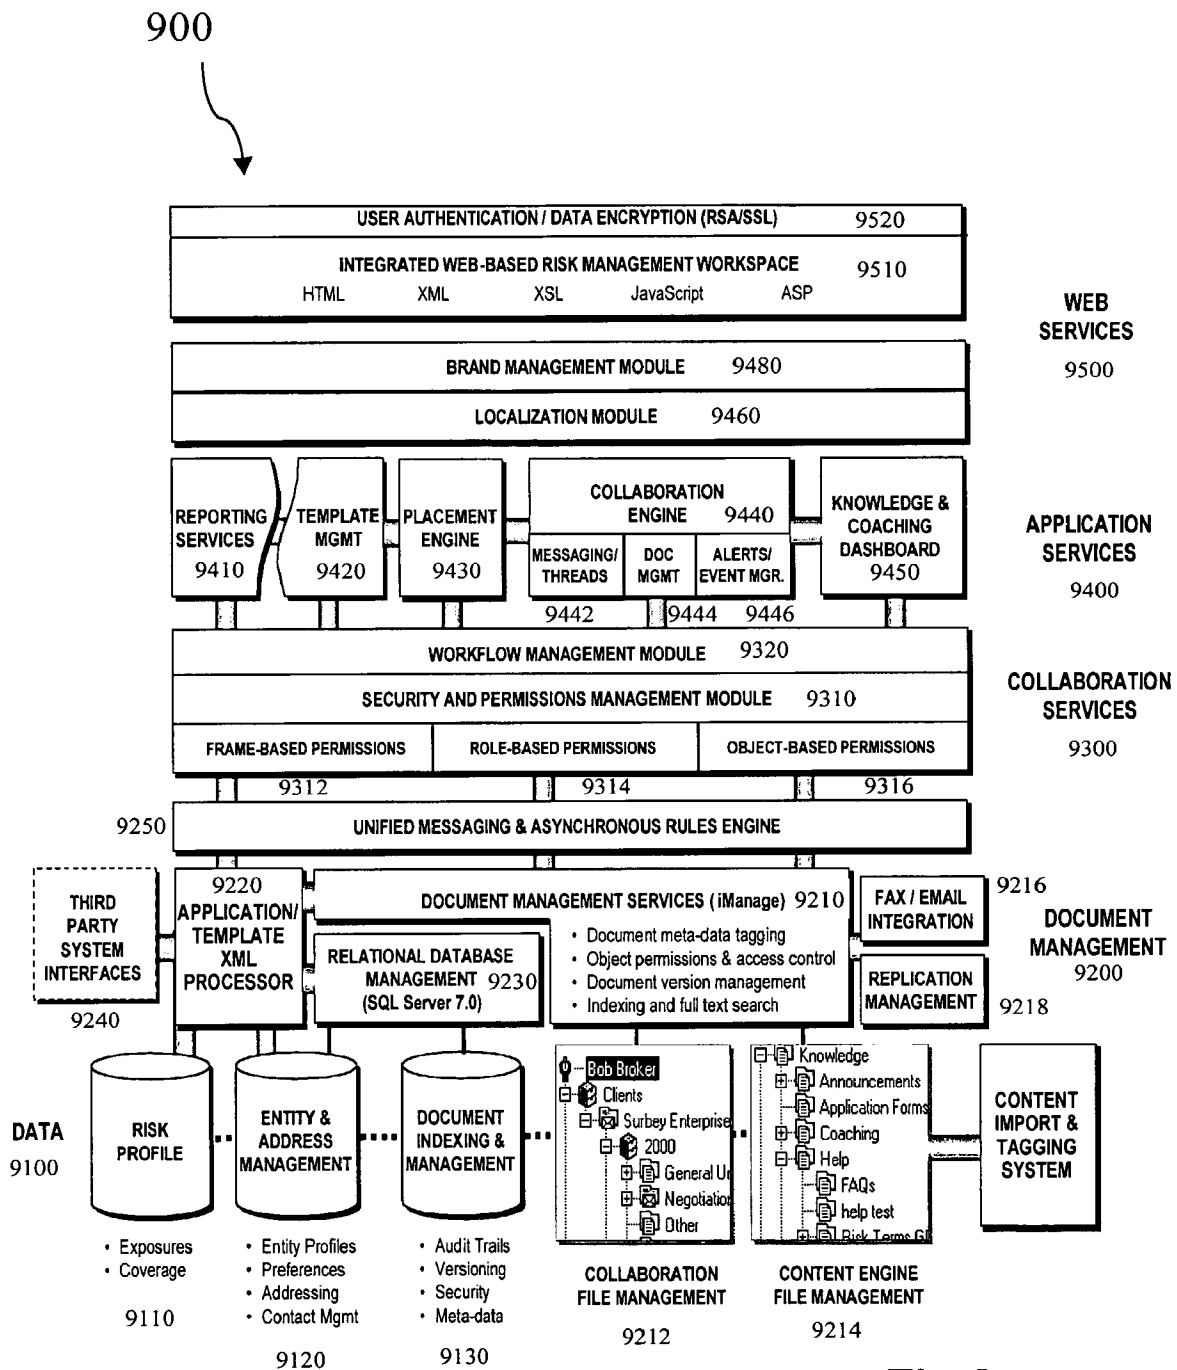 900
USER AUTHENTICATION / DATA ENCRYPTION (RSA/SSL) 9520
INTEGRATED WEB-BASED RISK MANAGEMENT WORKSPACE 9510
HTML XML XSL JavaScript ASP
WEB
SERVICES
9500
BRAND MANAGEMENT MODULE 9480
LOCALIZATION MODULE 9460
REPORTING
SERVICES
9410
TEMPLATE
MGMT
9420
PLACEMENT
ENGINE
9430
COLLABORATION
ENGINE 9440
MESSAGING/
THREADS
9442
DOC
MGMT
9444
ALERTS/
EVENT MGR.
9446
KNOWLEDGE &
COACHING
DASHBOARD
9450
APPLICATION
SERVICES
9400
WORKFLOW MANAGEMENT MODULE 9320
SECURITY AND PERMISSIONS MANAGEMENT MODULE 9310
FRAME-BASED PERMISSIONS
9312
ROLE-BASED PERMISSIONS
9314
OBJECT-BASED PERMISSIONS
9316
COLLABORATION
SERVICES
9300
9250 UNIFIED MESSAGING & ASYNCHRONOUS RULES ENGINE
THIRD
PARTY
SYSTEM
INTERFACES
9240
9220
APPLICATION/
TEMPLATE
XML
PROCESSOR
DOCUMENT MANAGEMENT SERVICES (iManage) 9210
• Document meta-data tagging
• Object permissions & access control
• Document version management
• Indexing and full text search
RELATIONAL DATABASE
MANAGEMENT 9230
(SQL Server 7.0)
FAX / EMAIL
INTEGRATION
9216
REPLICATION
MANAGEMENT
9218
DOCUMENT
MANAGEMENT
9200
DATA
9100
RISK
PROFILE
• Exposures
• Coverage
9110
ENTITY &
ADDRESS
MANAGEMENT
• Entity Profiles
• Preferences
• Addressing
• Contact Mgmt
9120
DOCUMENT
INDEXING &
MANAGEMENT
• Audit Trails
• Versioning
• Security
• Meta-data
9130
Bob Broker
Clients
Surbey Enterprise
2000
General Ur
Negotiation
Other
COLLABORATION
FILE MANAGEMENT
9212
Knowledge
Announcements
Application Forms
Coaching
Help
FAQs
help test
Risk Terms Gl
CONTENT ENGINE
FILE MANAGEMENT
9214
CONTENT
IMPORT &
TAGGING
SYSTEM